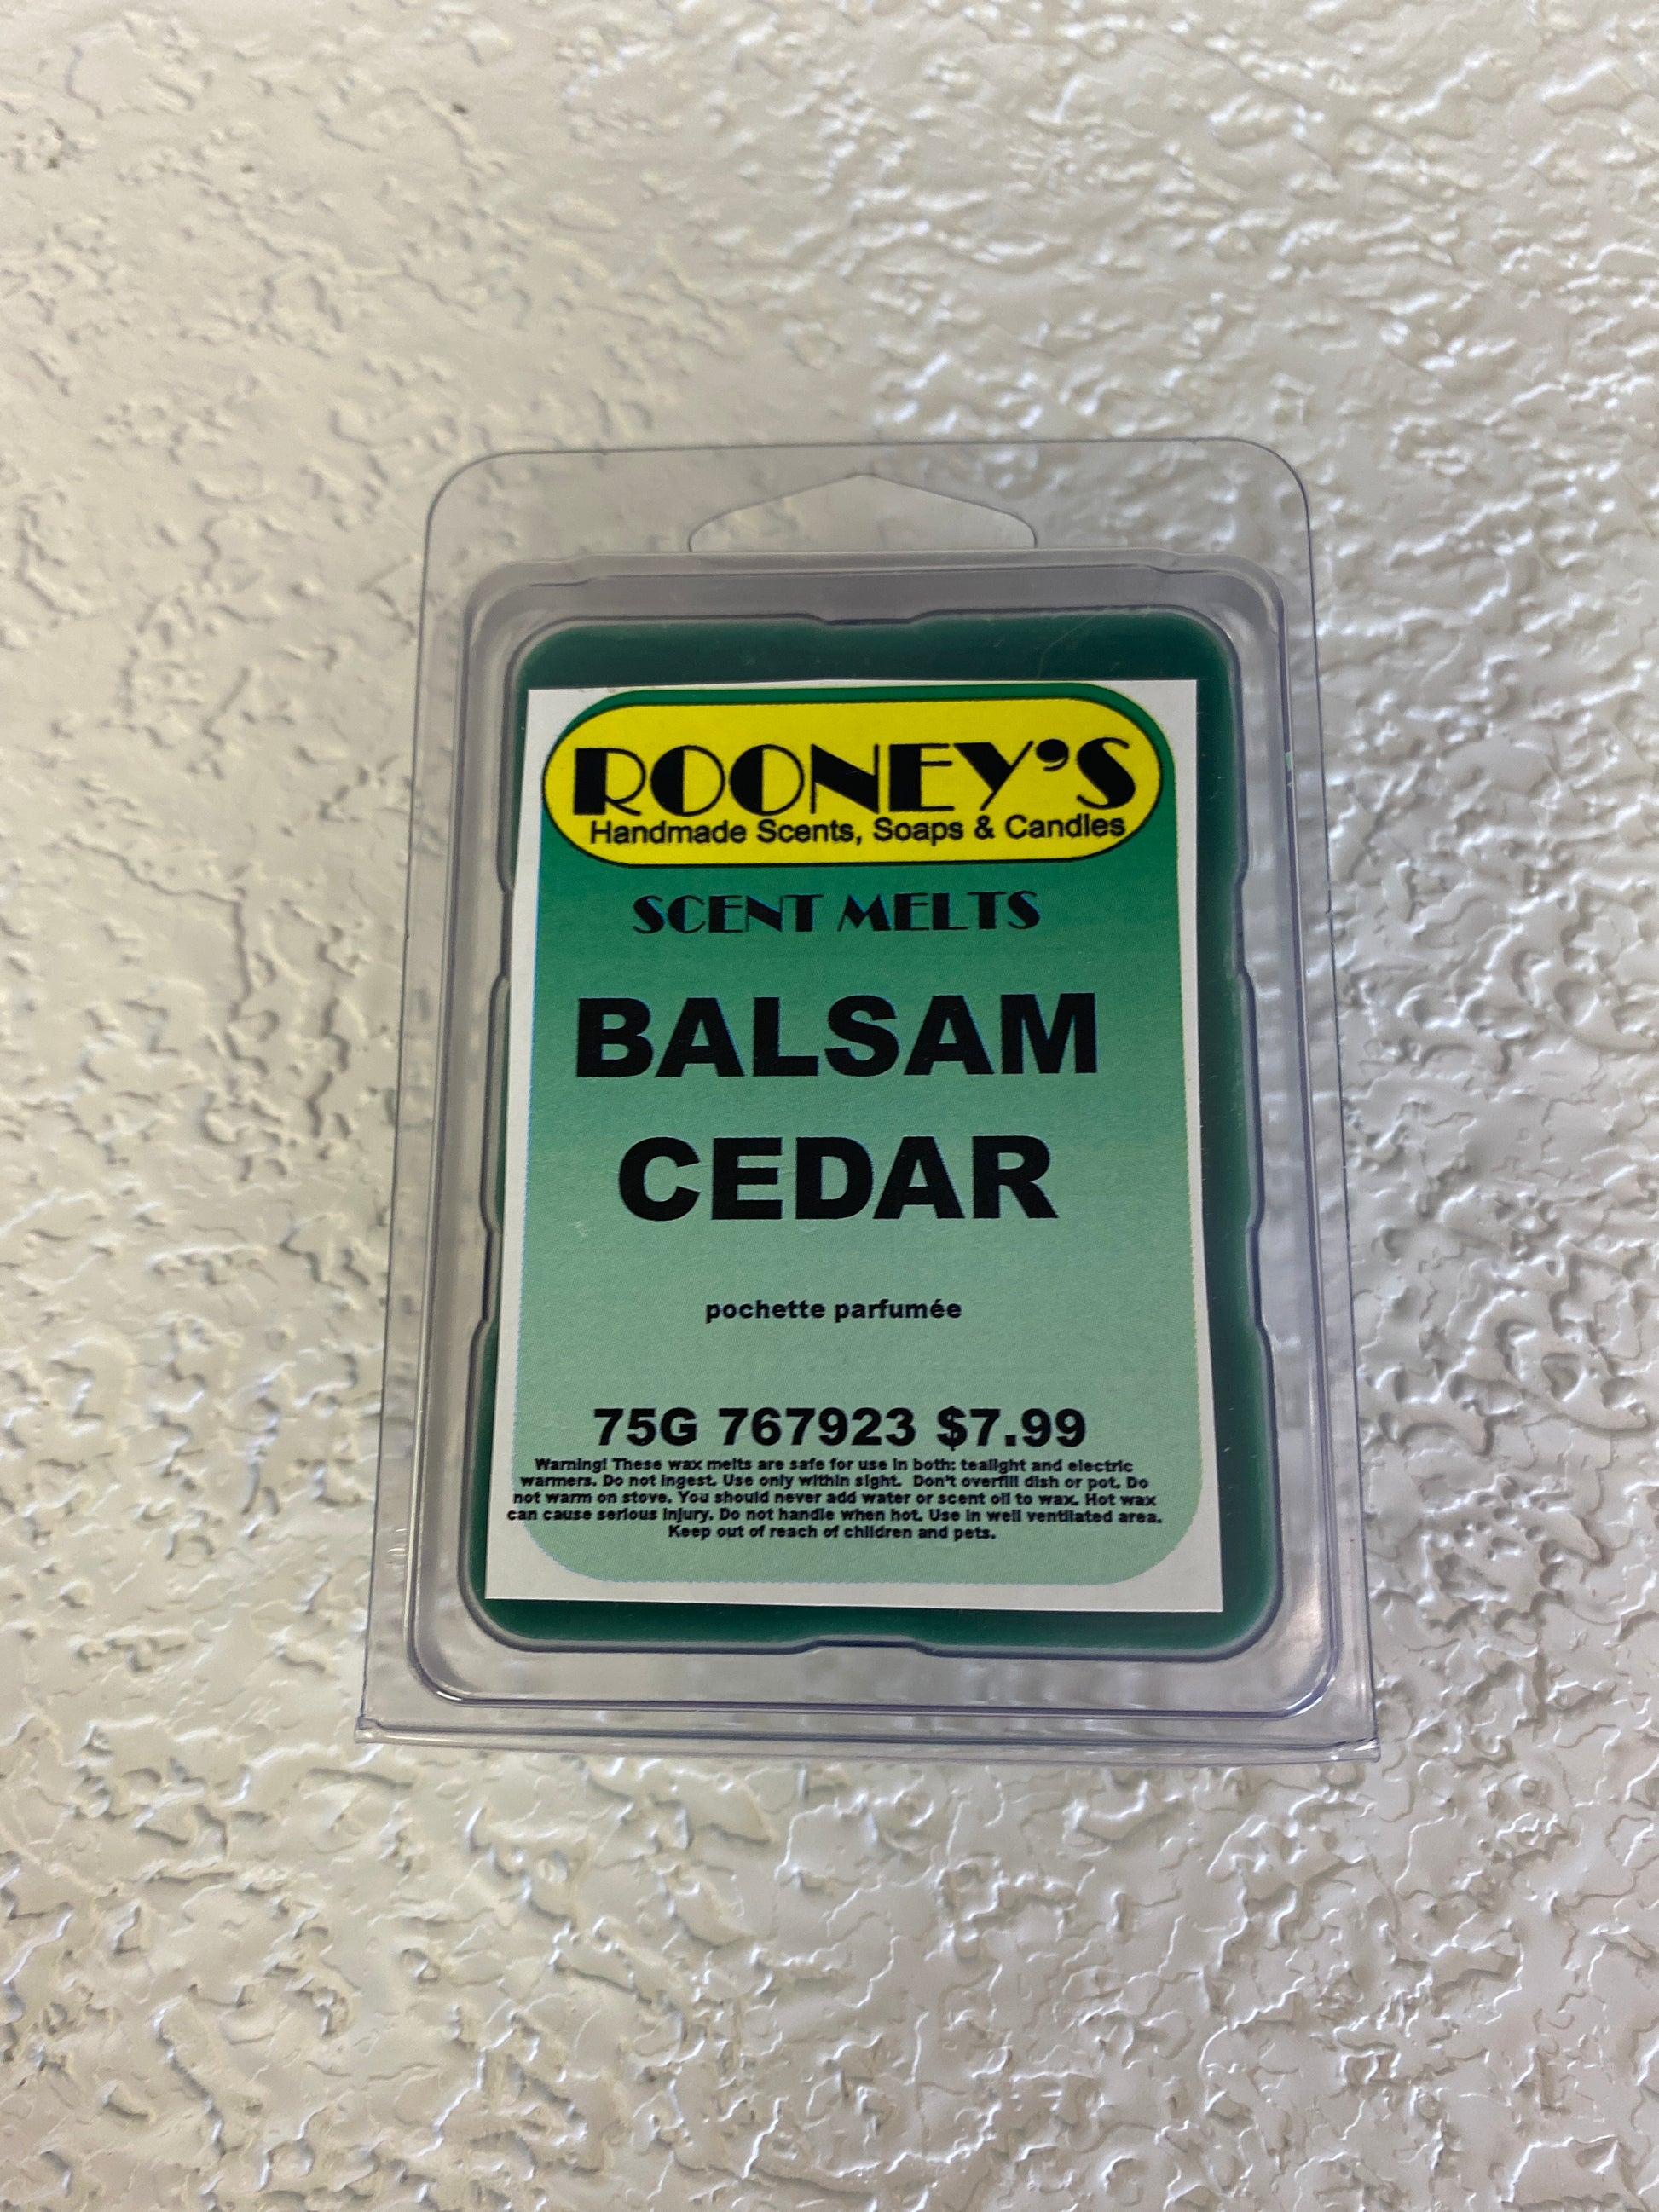 ROONEY'S
Handmade Scents, Soaps & Candles
SCENT MELTS
BALSAM
CEDAR
pochette parfumée
75G 767923 $7.99
Warning! These wax melts are safe for use in both: tealight and electric
warmers. Do not ingest. Use only within sight. Don't overfill dish or pot. Do
not warm on stove. You should never add water or scent oil to wax. Hot wax
can cause serious injury. Do not handle when hot. Use in well ventilated area.
Keep out of reach of children and pets.